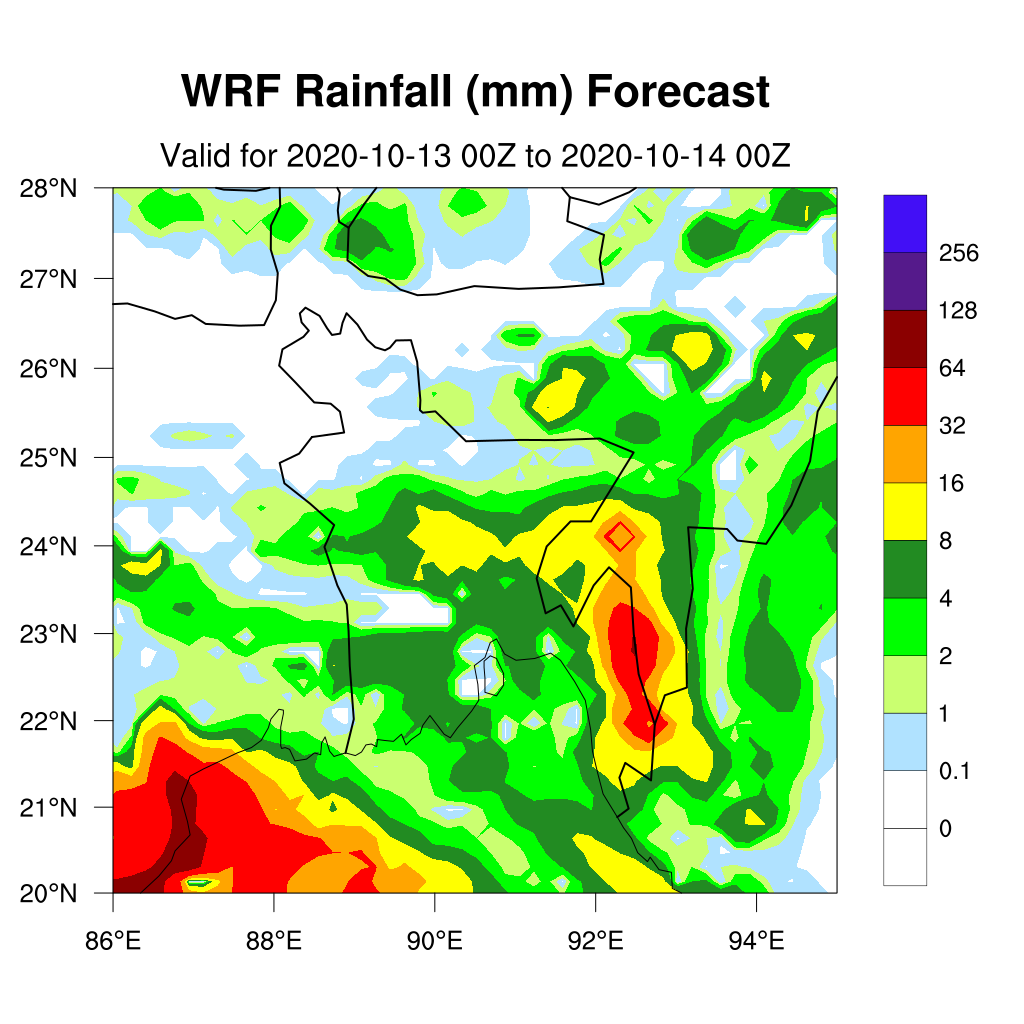 WRF Rainfall (mm) Forecast
Valid for 2020-10-13 00Z to 2020-10-14 00Z
28°N
27°N
26°N
25°N
24°N
23°N
22°N
21°N
20°N
86°E 88°E 90°E 92°E 94°E
256
128
64
32
16
8
4
2
1
0.1
0